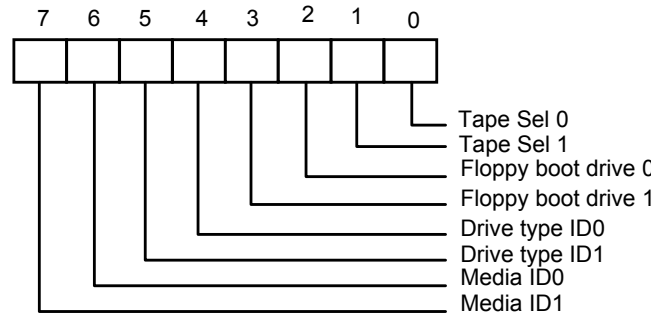 7 6 5 4 3 2 1 0
Tape Sel 0
Tape Sel 1
Floppy boot drive 0
Floppy boot drive 1
Drive type ID0
Drive type ID1
Media ID0
Media ID1